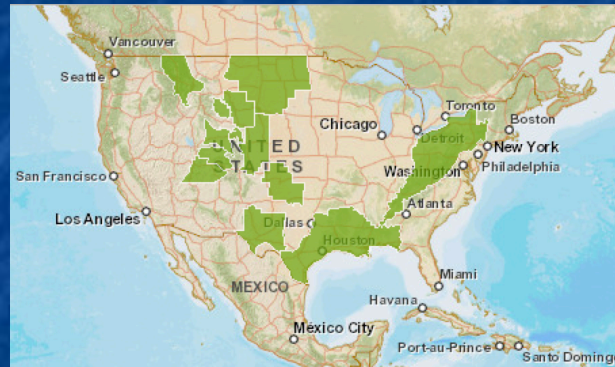 Vancouver
Seattle
Toronto
Boston
Chicago
Detroit
New York
UNITED
STATES
Washington
Philadelphia
San Francisco
Los Angeles
Dallas
Atlanta
Houston
MEXICO
Miami
Havana
México City
Port-au-Prince
Santo Domingo